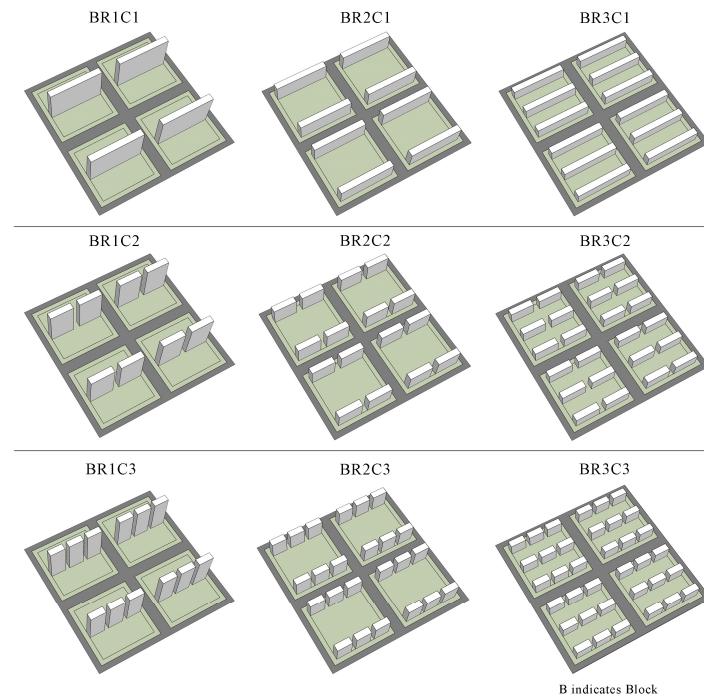 BR1C1
BR2C1
BR3C1
BR1C2
BR2C2
BR3C2
BR1C3
BR2C3
BR3C3
B indicates Block